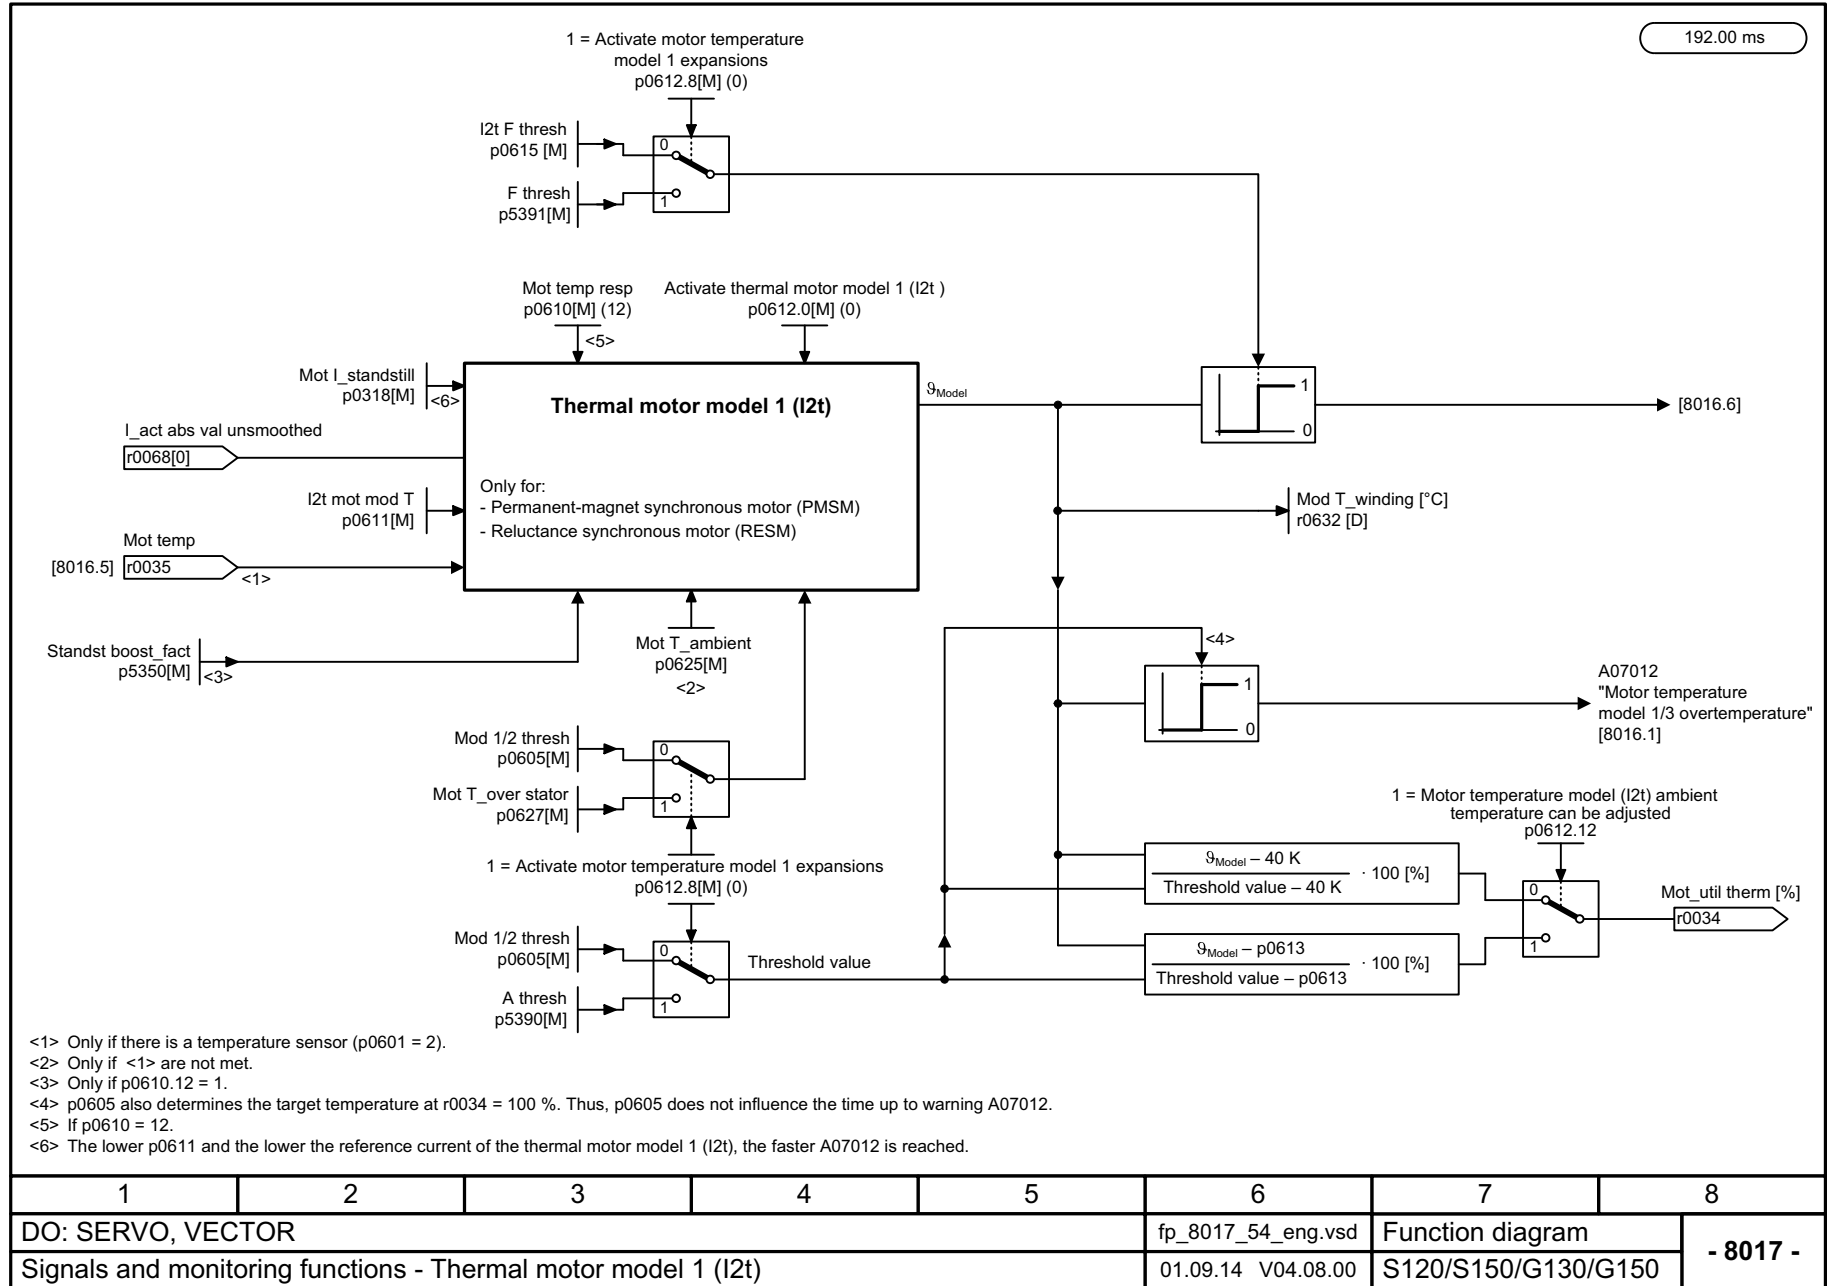 192.00 ms
1 = Activate motor temperature
model 1 expansions
p0612.8[M] (0)
I2t F thresh
p0615 [M]
F thresh
p5391[M]
0
1
Mot temp resp
p0610[M] (12)
<5>
Activate thermal motor model 1 (I2t )
p0612.0[M] (0)
Mot I_standstill
p0318[M]
<6>
I_act abs val unsmoothed
r0068[0]
I2t mot mod T
p0611[M]
Mot temp
[8016.5]
r0035
<1>
Thermal motor model 1 (I2t)
Only for:
- Permanent-magnet synchronous motor (PMSM)
- Reluctance synchronous motor (RESM)
ϑModel
1
0
[8016.6]
Mod T_winding [°C]
r0632 [D]
Standst boost_fact
p5350[M]
<3>
Mot T_ambient
p0625[M]
<2>
<4>
1
0
A07012
"Motor temperature
model 1/3 overtemperature"
[8016.1]
Mod 1/2 thresh
p0605[M]
Mot T_over stator
p0627[M]
0
1
1 = Activate motor temperature model 1 expansions
p0612.8[M] (0)
Mod 1/2 thresh
p0605[M]
A thresh
p5390[M]
0
1
Threshold value
1 = Motor temperature model (I2t) ambient
temperature can be adjusted
p0612.12
ϑModel – 40 K
Threshold value – 40 K
· 100 [%]
ϑModel – p0613
Threshold value – p0613
· 100 [%]
0
1
Mot_util therm [%]
r0034
<1> Only if there is a temperature sensor (p0601 = 2).
<2> Only if <1> are not met.
<3> Only if p0610.12 = 1.
<4> p0605 also determines the target temperature at r0034 = 100 %. Thus, p0605 does not influence the time up to warning A07012.
<5> If p0610 = 12.
<6> The lower p0611 and the lower the reference current of the thermal motor model 1 (I2t), the faster A07012 is reached.
1 2 3 4 5 6 7 8
DO: SERVO, VECTOR
fp_8017_54_eng.vsd
Function diagram
- 8017 -
Signals and monitoring functions - Thermal motor model 1 (I2t)
01.09.14 V04.08.00
S120/S150/G130/G150